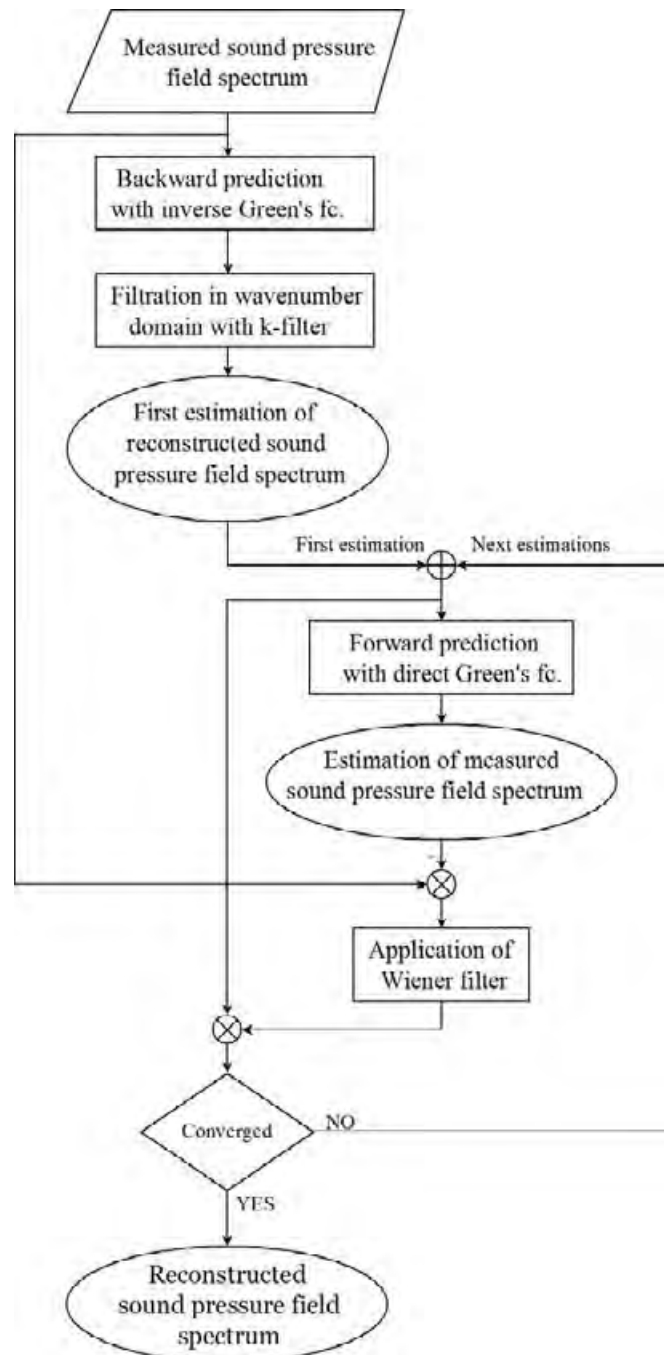 Measured sound pressure
field spectrum
Backward prediction
with inverse Green's fc.
Filtration in wavenumber
domain with k-filter
First estimation of
reconstructed sound
pressure field spectrum
First estimation
Next estimations
Forward prediction
with direct Green's fc.
Estimation of measured
sound pressure field spectrum
-
Application of
Wiener filter
Converged
NO
YES
Reconstructed
sound pressure field
spectrum